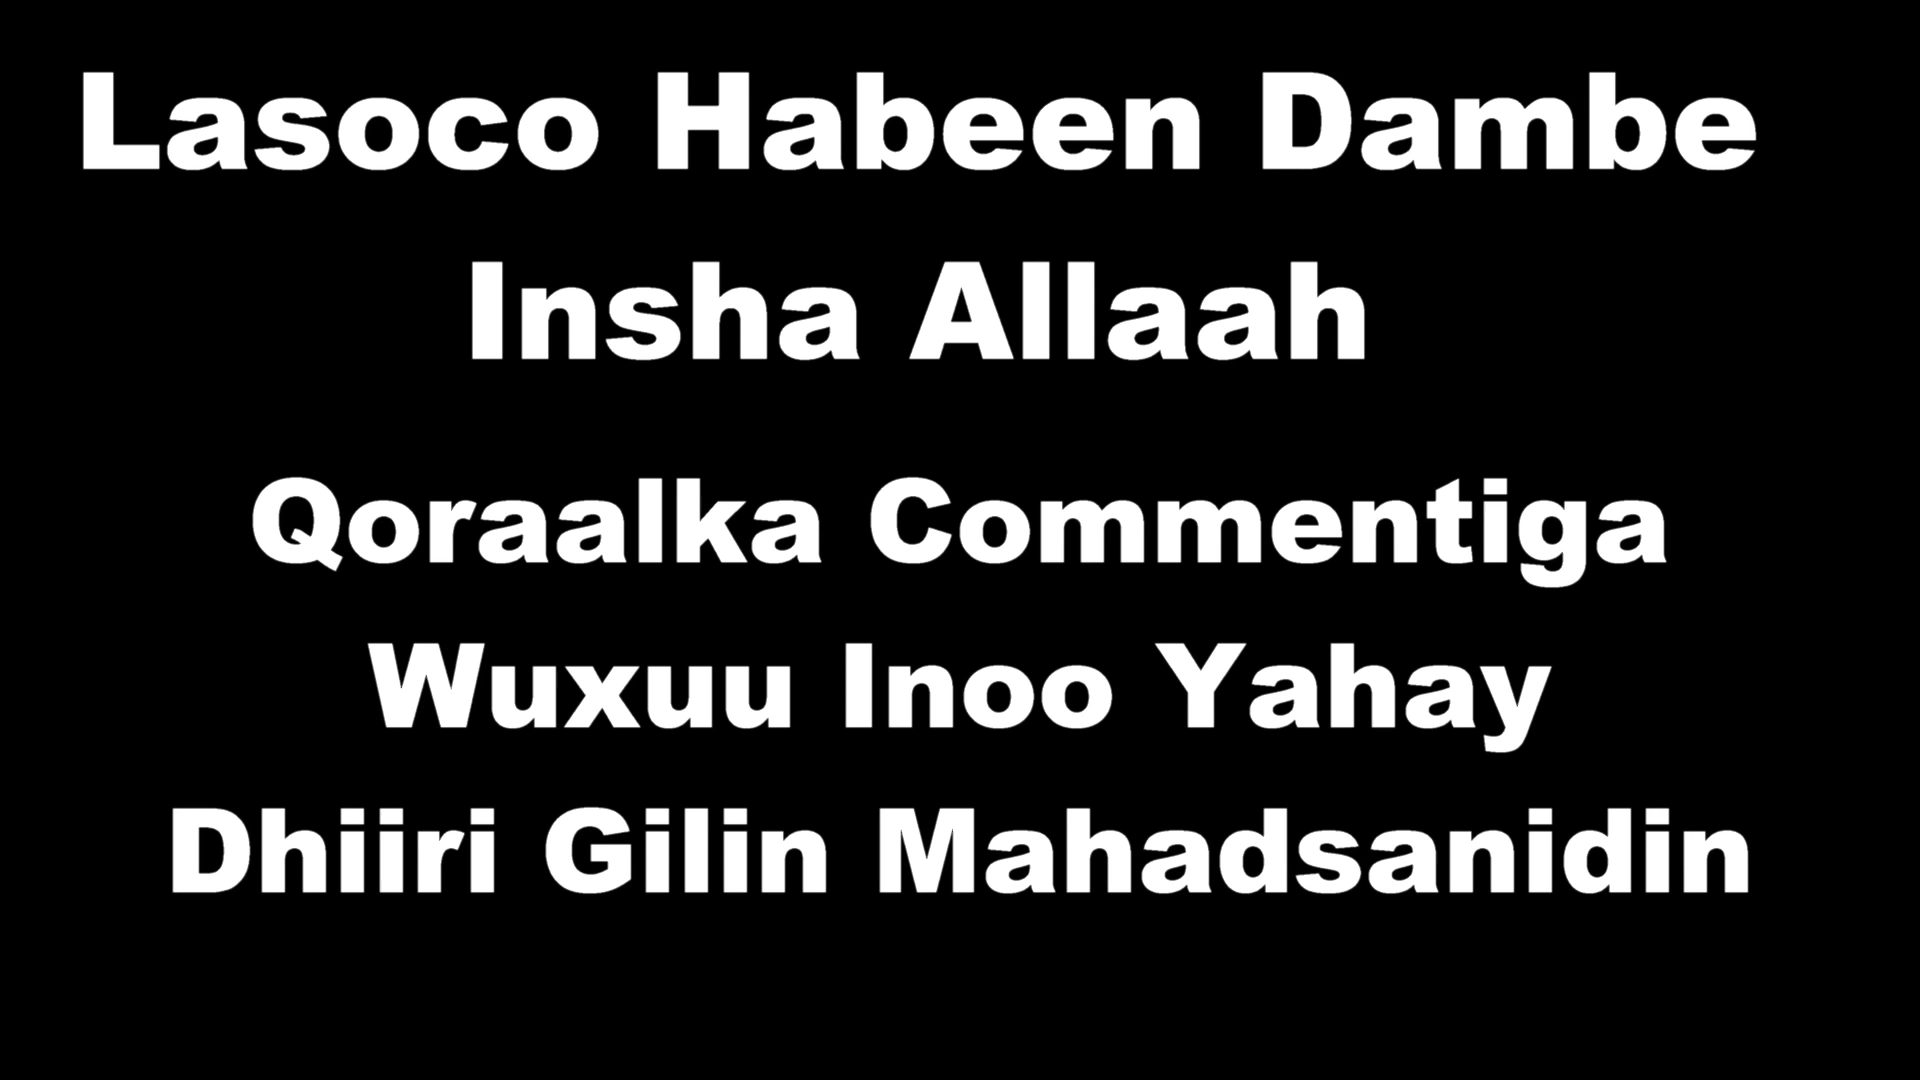 Lasoco Habeen Dambe
Insha Allaah
Qoraalka Commentiga
Wuxuu Inoo Yahay
Dhiiri Gilin Mahadsanidin